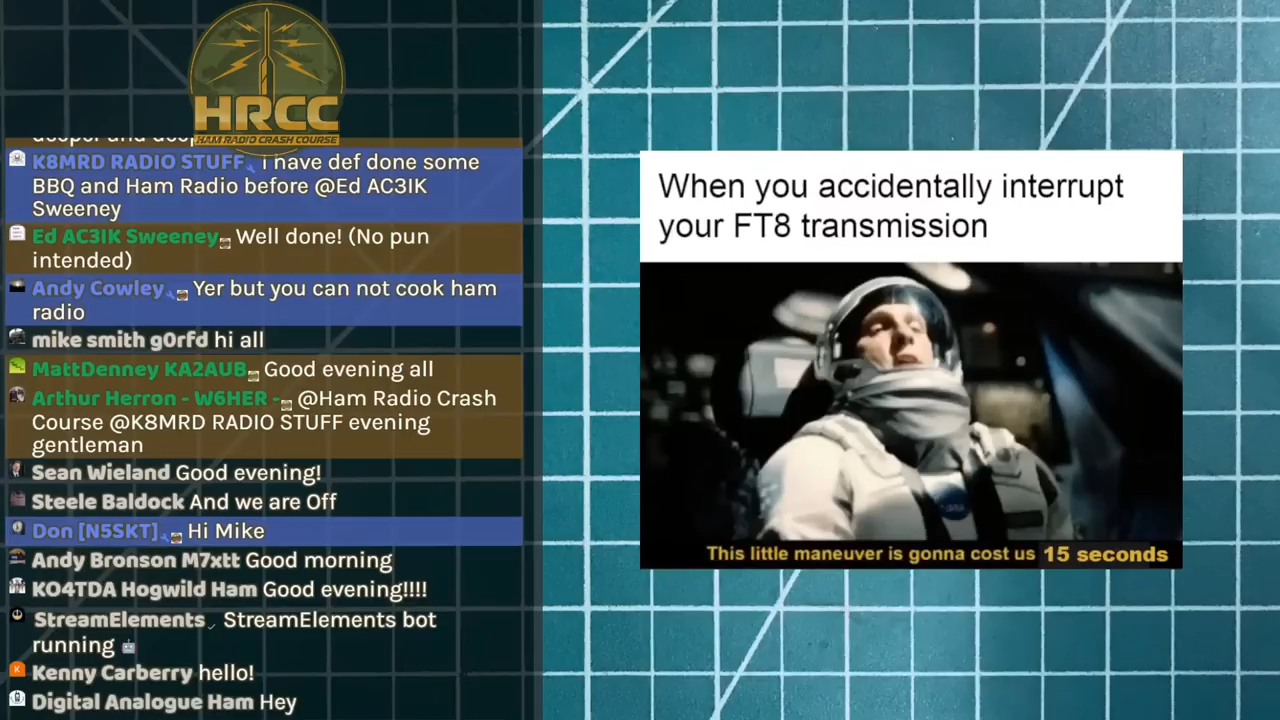 HRCC
HAM RADIO CRASH COURSE
K8MRD RADIO STUFF I have def done some
BBQ and Ham Radio before @Ed AC3IK
Sweeney
Ed AC3IK Sweeney Well done! (No pun
intended)
Andy Cowley Yer but you can not cook ham
radio
mike smith g0rfd hi all
MattDenney KA2AUB Good evening all
Arthur Herron - W6HER - @Ham Radio Crash
Course @K8MRD RADIO STUFF evening
gentleman
Sean Wieland Good evening!
Steele Baldock And we are Off
Don [N5SKT] Hi Mike
Andy Bronson M7xtt Good morning
KO4TDA Hogwild Ham Good evening!!!!
StreamElements StreamElements bot
running
Kenny Carberry hello!
Digital Analogue Ham Hey
When you accidentally interrupt
your FT8 transmission
This little maneuver is gonna cost us 15 seconds